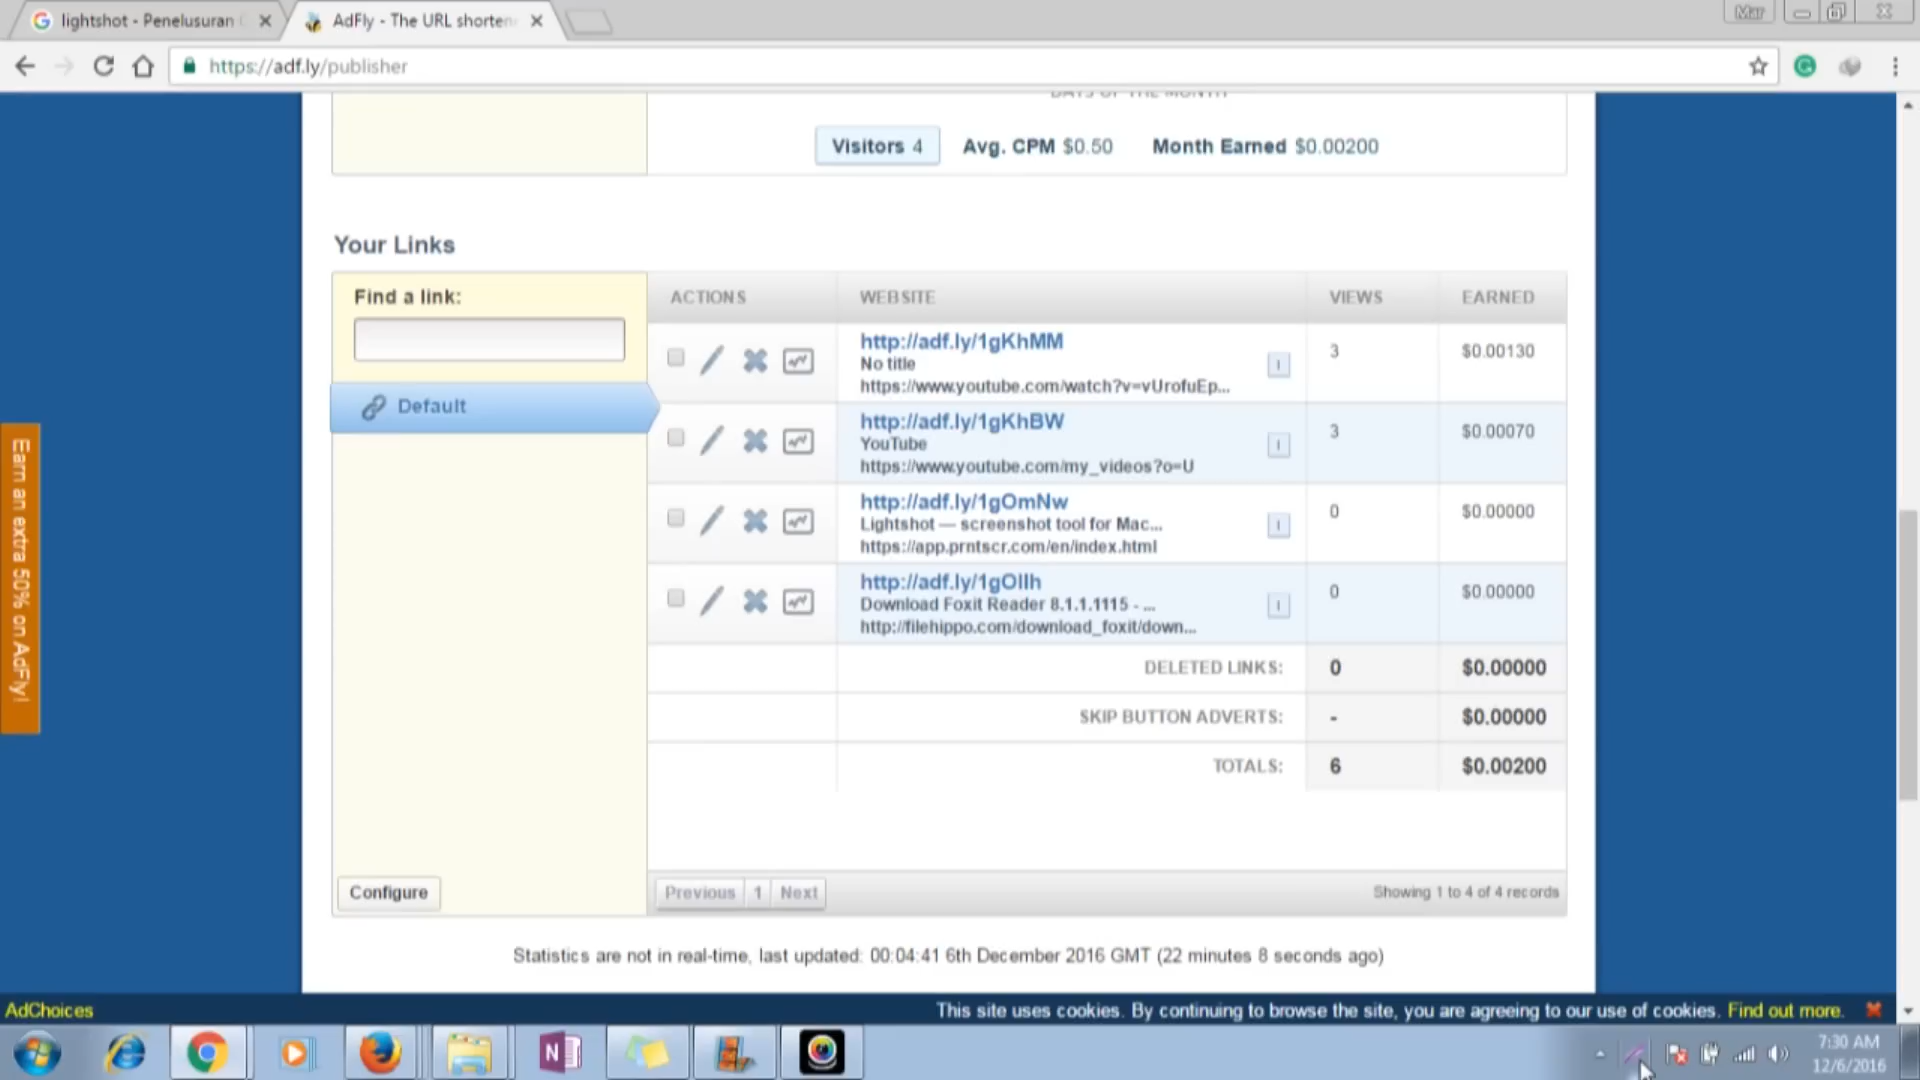 lightshot - Penelusuran
AdFly - The URL shortene
Mar
https://adf.ly/publisher
DAYS OF THE MONTH
Visitors 4
Avg. CPM $0.50
Month Earned $0.00200
Your Links
Find a link:
Default
ACTIONS
WEBSITE
VIEWS
EARNED
http://adf.ly/1gKhMM
No title
https://www.youtube.com/watch?v=vUrofuEp...
3
$0.00130
http://adf.ly/1gKhBW
YouTube
https://www.youtube.com/my_videos?o=U
3
$0.00070
http://adf.ly/1gOmNw
Lightshot — screenshot tool for Mac...
https://app.prntscr.com/en/index.html
0
$0.00000
http://adf.ly/1gOIlh
Download Foxit Reader 8.1.1.1115 - ...
http://filehippo.com/download_foxit/down...
0
$0.00000
DELETED LINKS:
0
$0.00000
SKIP BUTTON ADVERTS:
-
$0.00000
TOTALS:
6
$0.00200
Configure
Previous
1
Next
Showing 1 to 4 of 4 records
Earn an extra 50% on AdFly!
Statistics are not in real-time, last updated: 00:04:41 6th December 2016 GMT (22 minutes 8 seconds ago)
AdChoices
This site uses cookies. By continuing to browse the site, you are agreeing to our use of cookies. Find out more.
7:30 AM
12/6/2016